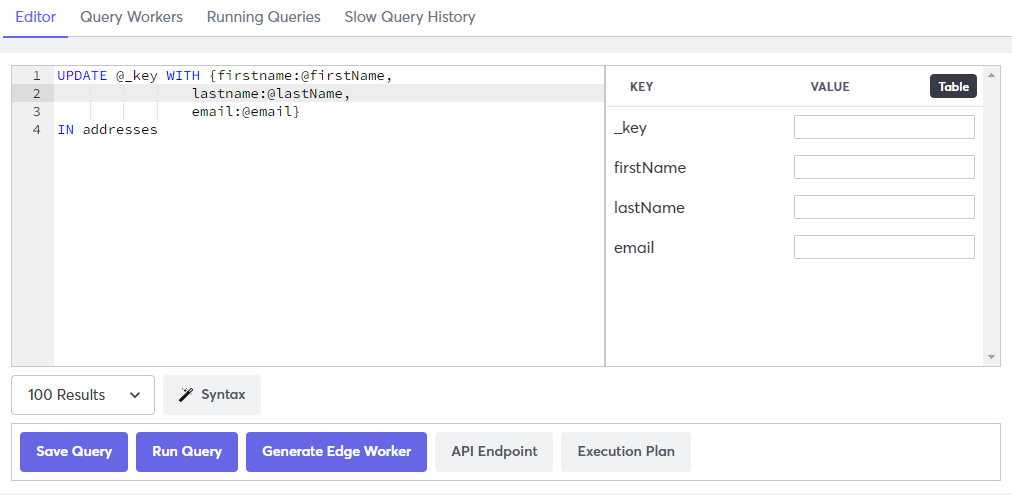 Editor Query Workers Running Queries Slow Query History
1 UPDATE @_key WITH {firstname:@firstName,
2 lastname:@lastName,
3 email:@email}
4 IN addresses
KEY VALUE Table
_key
firstName
lastName
email
100 Results Syntax
Save Query Run Query Generate Edge Worker API Endpoint Execution Plan